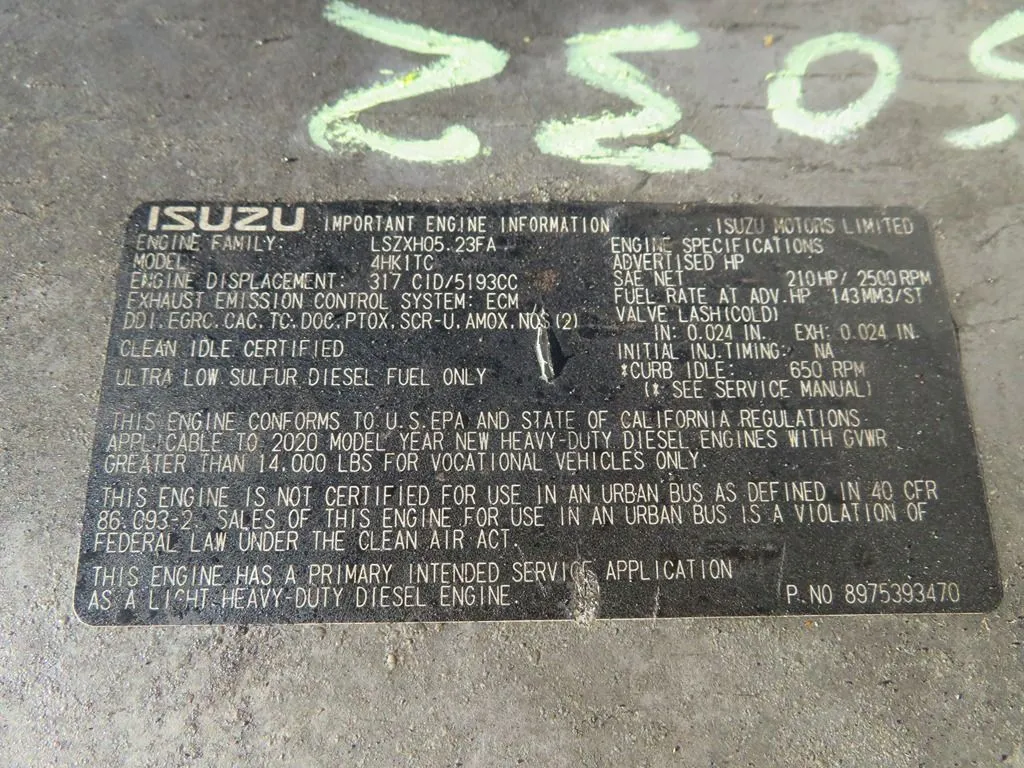 ISUZU IMPORTANT ENGINE INFORMATION ISUZU MOTORS LIMITED
ENGINE FAMILY: LSZXH05.23FA
MODEL: 4HK1TC
ENGINE DISPLACEMENT: 317 CID/5193CC
EXHAUST EMISSION CONTROL SYSTEM: ECM
DDI.EGRC.CAC.TC.DOC.PTOX.SCR-U.AMOX.NOS(2)
CLEAN IDLE CERTIFIED
ULTRA LOW SULFUR DIESEL FUEL ONLY
ENGINE SPECIFICATIONS
ADVERTISED HP
SAE NET 210HP/2500RPM
FUEL RATE AT ADV.HP 143MM3/ST
VALVE LASH(COLD)
IN: 0.024 IN. EXH: 0.024 IN.
INITIAL INJ.TIMING: NA
*CURB IDLE: 650 RPM
(* SEE SERVICE MANUAL)
THIS ENGINE CONFORMS TO U.S.EPA AND STATE OF CALIFORNIA REGULATIONS
APPLICABLE TO 2020 MODEL YEAR NEW HEAVY-DUTY DIESEL ENGINES WITH GVWR
GREATER THAN 14.000 LBS FOR VOCATIONAL VEHICLES ONLY.
THIS ENGINE IS NOT CERTIFIED FOR USE IN AN URBAN BUS AS DEFINED IN 40 CFR
86.093-2. SALES OF THIS ENGINE FOR USE IN AN URBAN BUS IS A VIOLATION OF
FEDERAL LAW UNDER THE CLEAN AIR ACT.
THIS ENGINE HAS A PRIMARY INTENDED SERVICE APPLICATION
AS A LIGHT-HEAVY-DUTY DIESEL ENGINE.
P.NO 8975393470